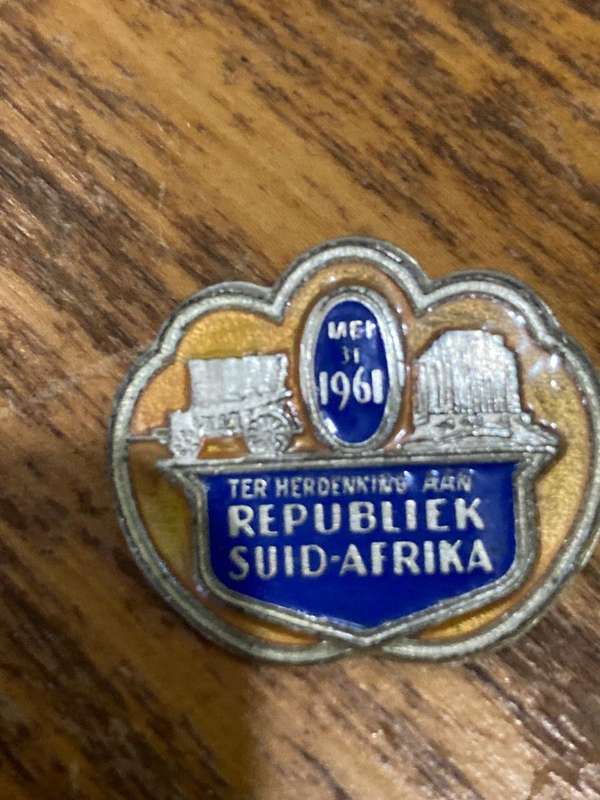 MEI
31
1961
TER HERDENKING AAN
REPUBLIEK
SUID-AFRIKA